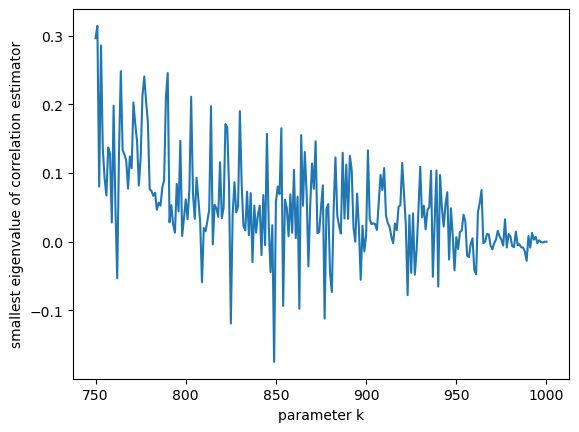 smallest eigenvalue of correlation estimator
0.3
0.2
0.1
0.0
−0.1
750 800 850 900 950 1000
parameter k